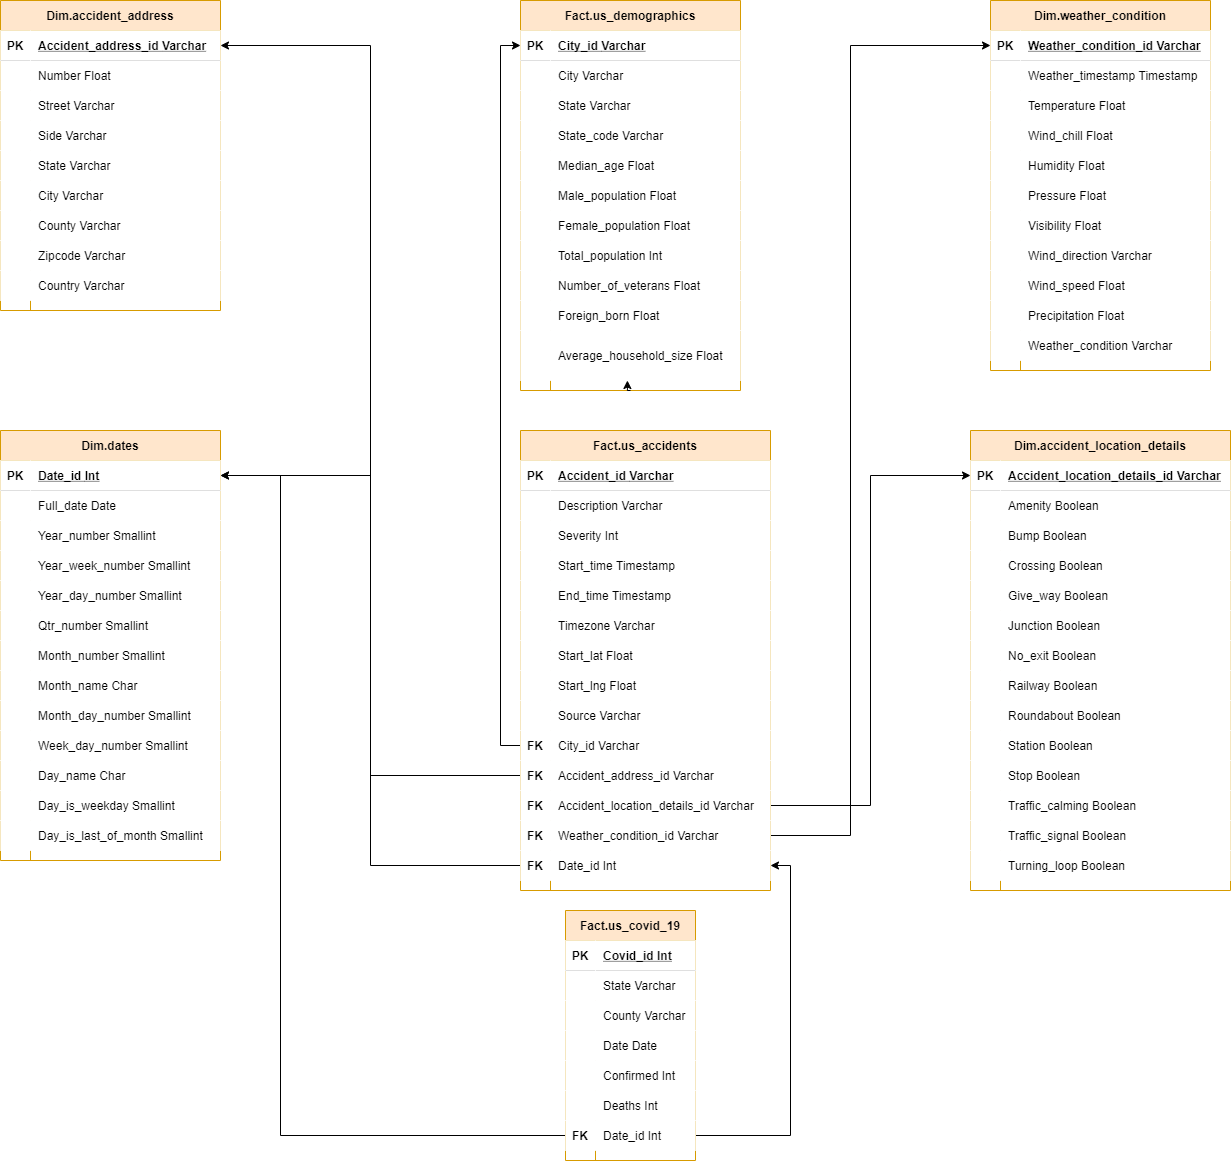 Dim.accident_address
PK Accident_address_id Varchar
Number Float
Street Varchar
Side Varchar
State Varchar
City Varchar
County Varchar
Zipcode Varchar
Country Varchar
Fact.us_demographics
PK City_id Varchar
City Varchar
State Varchar
State_code Varchar
Median_age Float
Male_population Float
Female_population Float
Total_population Int
Number_of_veterans Float
Foreign_born Float
Average_household_size Float
Dim.weather_condition
PK Weather_condition_id Varchar
Weather_timestamp Timestamp
Temperature Float
Wind_chill Float
Humidity Float
Pressure Float
Visibility Float
Wind_direction Varchar
Wind_speed Float
Precipitation Float
Weather_condition Varchar
Dim.dates
PK Date_id Int
Full_date Date
Year_number Smallint
Year_week_number Smallint
Year_day_number Smallint
Qtr_number Smallint
Month_number Smallint
Month_name Char
Month_day_number Smallint
Week_day_number Smallint
Day_name Char
Day_is_weekday Smallint
Day_is_last_of_month Smallint
Fact.us_accidents
PK Accident_id Varchar
Description Varchar
Severity Int
Start_time Timestamp
End_time Timestamp
Timezone Varchar
Start_lat Float
Start_lng Float
Source Varchar
FK City_id Varchar
FK Accident_address_id Varchar
FK Accident_location_details_id Varchar
FK Weather_condition_id Varchar
FK Date_id Int
Dim.accident_location_details
PK Accident_location_details_id Varchar
Amenity Boolean
Bump Boolean
Crossing Boolean
Give_way Boolean
Junction Boolean
No_exit Boolean
Railway Boolean
Roundabout Boolean
Station Boolean
Stop Boolean
Traffic_calming Boolean
Traffic_signal Boolean
Turning_loop Boolean
Fact.us_covid_19
PK Covid_id Int
State Varchar
County Varchar
Date Date
Confirmed Int
Deaths Int
FK Date_id Int